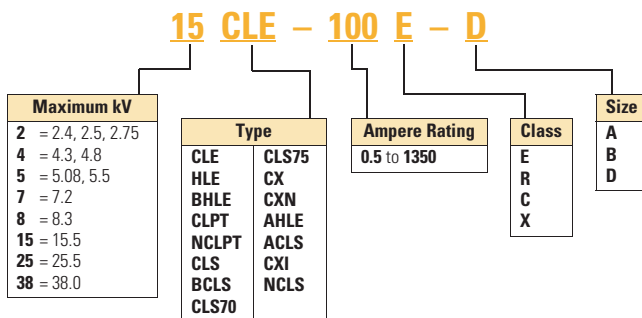 15 CLE – 100 E – D
Maximum kV
2 = 2.4, 2.5, 2.75
4 = 4.3, 4.8
5 = 5.08, 5.5
7 = 7.2
8 = 8.3
15 = 15.5
25 = 25.5
38 = 38.0
Type
CLE CLS75
HLE CX
BHLE CXN
CLPT AHLE
NCLPT ACLS
CLS CXI
BCLS NCLS
CLS70
Ampere Rating
0.5 to 1350
Class
E
R
C
X
Size
A
B
D